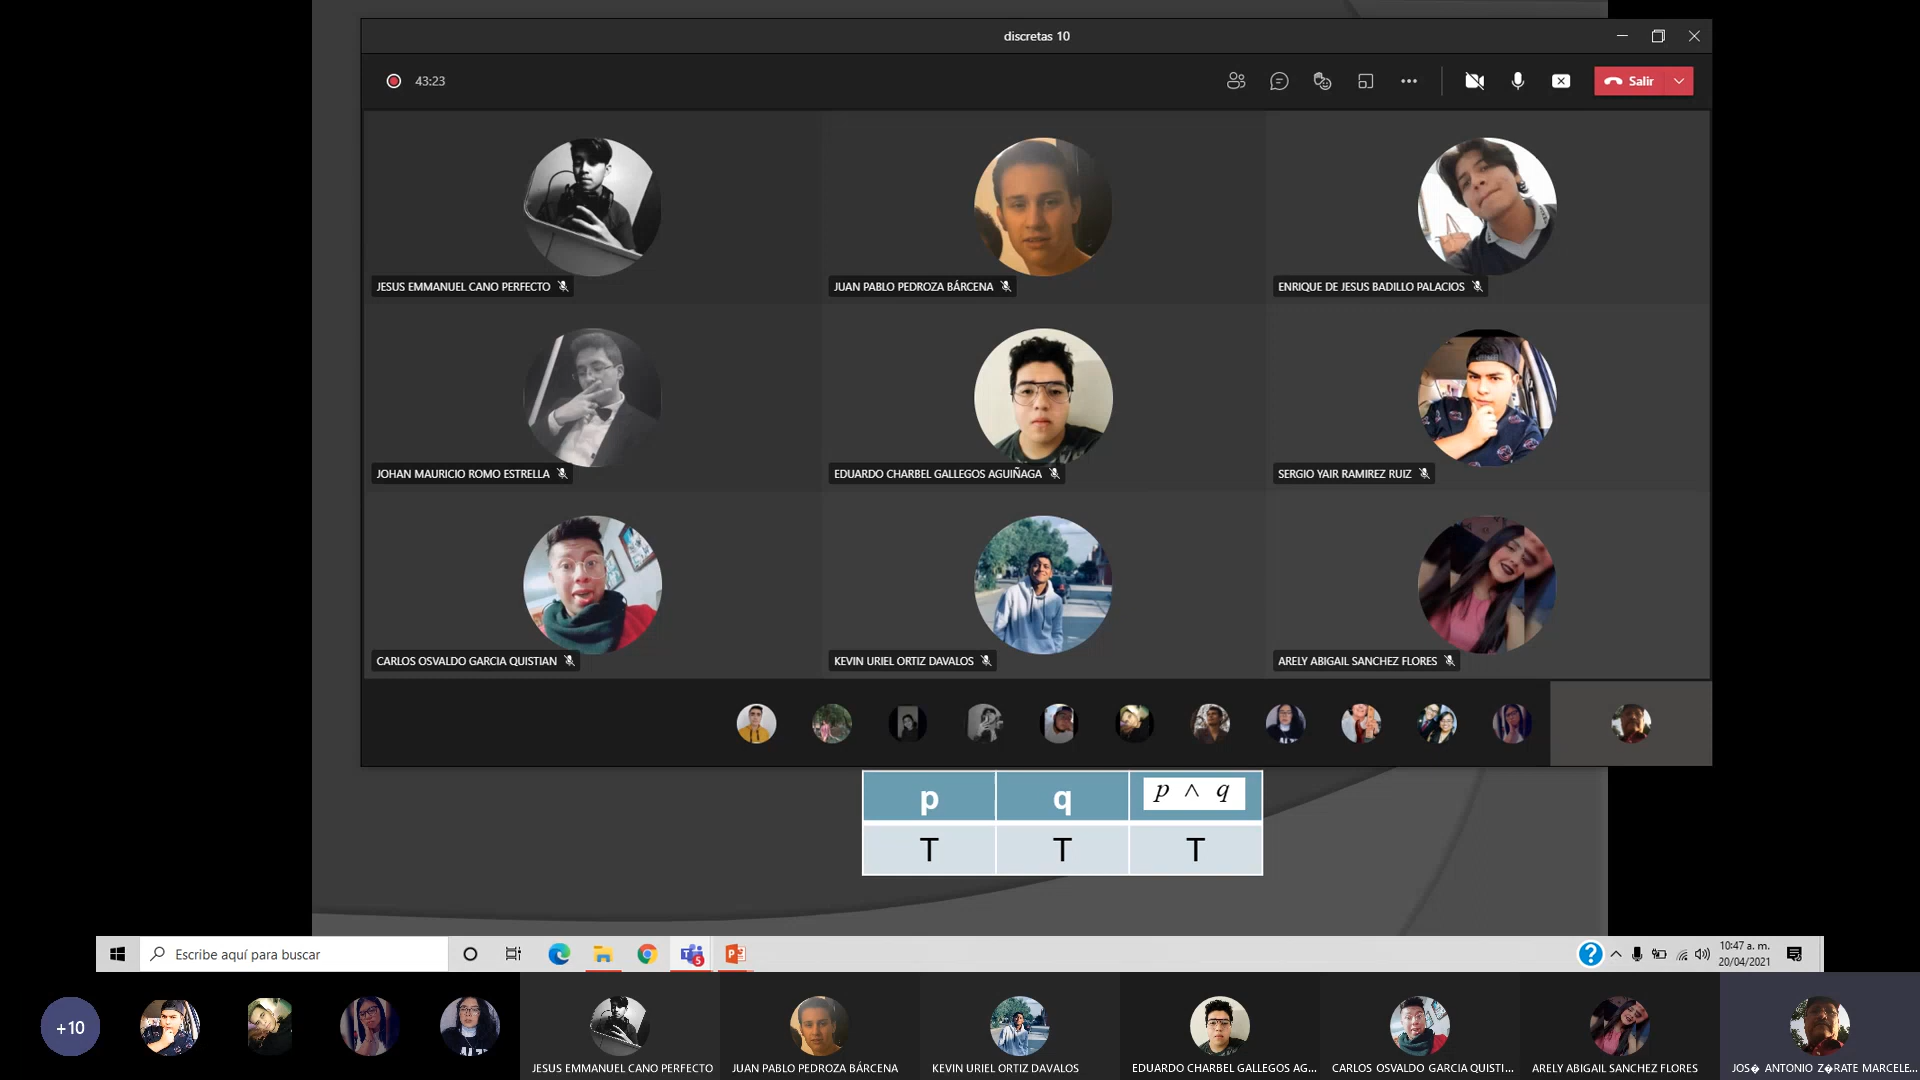 discretas 10
43:23
Salir
JESUS EMMANUEL CANO PERFECTO
JUAN PABLO PEDROZA BÁRCENA
ENRIQUE DE JESUS BADILLO PALACIOS
JOHAN MAURICIO ROMO ESTRELLA
EDUARDO CHARBEL GALLEGOS AGUIÑAGA
SERGIO YAIR RAMIREZ RUIZ
CARLOS OSVALDO GARCIA QUISTIAN
KEVIN URIEL ORTIZ DAVALOS
ARELY ABIGAIL SANCHEZ FLORES
p q p ∧ q
T T T
Escribe aquí para buscar
10:47 a. m.
20/04/2021
+10
JESUS EMMANUEL CANO PERFECTO
JUAN PABLO PEDROZA BÁRCENA
KEVIN URIEL ORTIZ DAVALOS
EDUARDO CHARBEL GALLEGOS AG...
CARLOS OSVALDO GARCIA QUISTI...
ARELY ABIGAIL SANCHEZ FLORES
JOS� ANTONIO Z�RATE MARCELE...